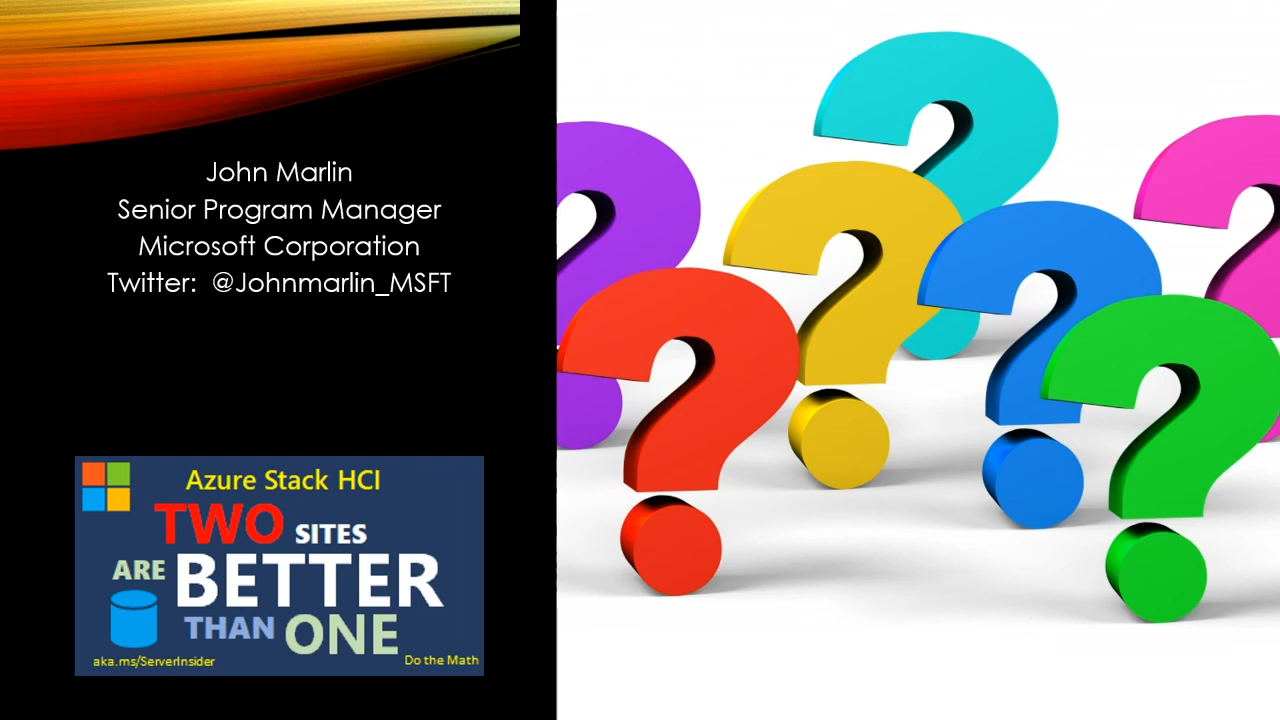 John Marlin
Senior Program Manager
Microsoft Corporation
Twitter:  @Johnmarlin_MSFT
Azure Stack HCI
TWO SITES
ARE BETTER
THAN ONE
aka.ms/ServerInsider
Do the Math